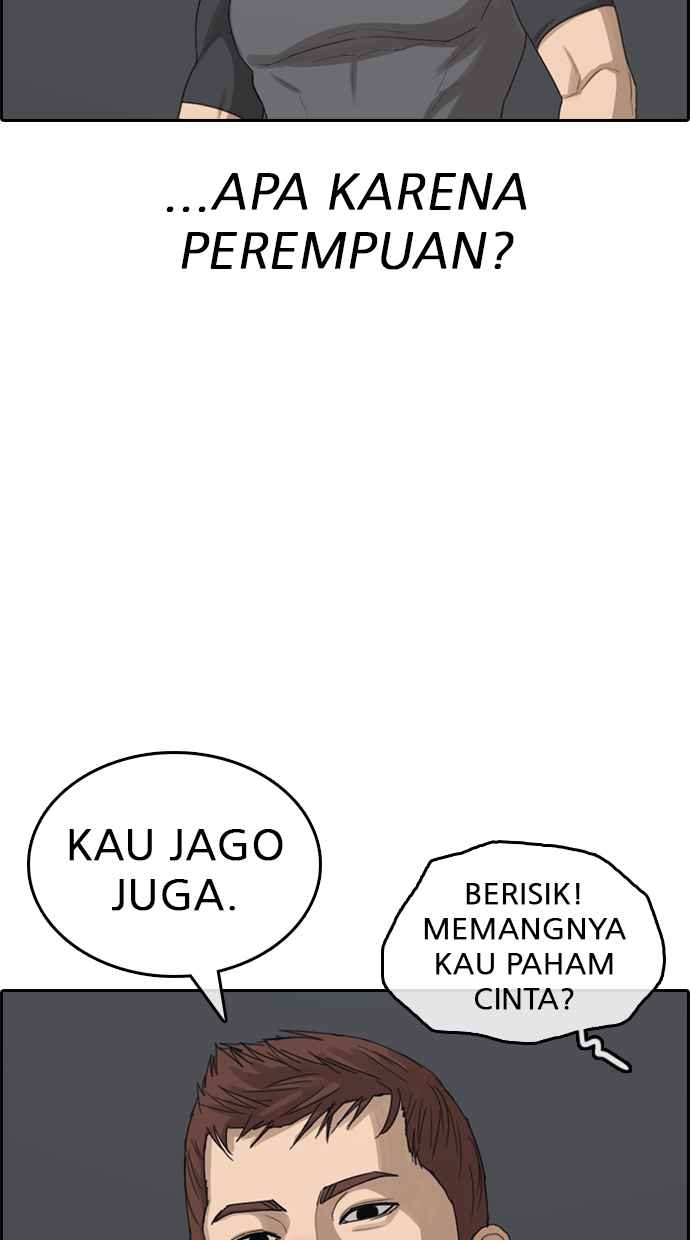 ...APA KARENA
PEREMPUAN?
KAU JAGO
JUGA.
BERISIK!
MEMANGNYA
KAU PAHAM
CINTA?